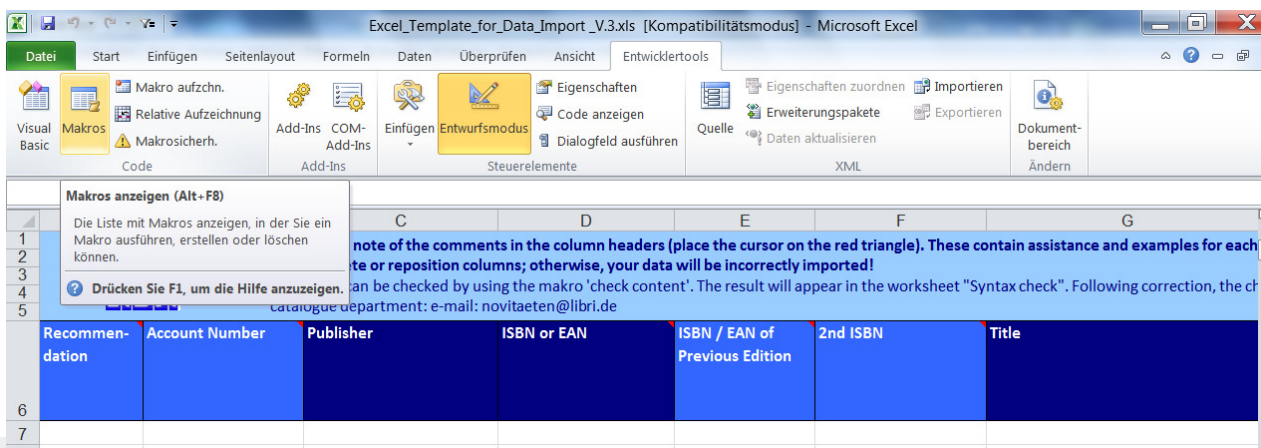 Excel_Template_for_Data_Import _V.3.xls [Kompatibilitätsmodus] - Microsoft Excel
Datei Start Einfügen Seitenlayout Formeln Daten Überprüfen Ansicht Entwicklertools
Visual Basic
Makros
Makro aufzchn.
Relative Aufzeichnung
Makrosicherh.
Code
Add-Ins
COM-Add-Ins
Add-Ins
Einfügen
Entwurfsmodus
Eigenschaften
Code anzeigen
Dialogfeld ausführen
Steuerelemente
Quelle
Eigenschaften zuordnen
Erweiterungspakete
Daten aktualisieren
Importieren
Exportieren
XML
Dokument-
bereich
Ändern
Makros anzeigen (Alt+F8)
Die Liste mit Makros anzeigen, in der Sie ein
Makro ausführen, erstellen oder löschen
können.
Drücken Sie F1, um die Hilfe anzuzeigen.
C D E F G
1
2
3
4
5
note of the comments in the column headers (place the cursor on the red triangle). These contain assistance and examples for each
te or reposition columns; otherwise, your data will be incorrectly imported!
can be checked by using the makro 'check content'. The result will appear in the worksheet "Syntax check". Following correction, the ch
catalogue department: e-mail: novitaeten@libri.de
Recommen-
dation
Account Number
Publisher
ISBN or EAN
ISBN / EAN of
Previous Edition
2nd ISBN
Title
6
7